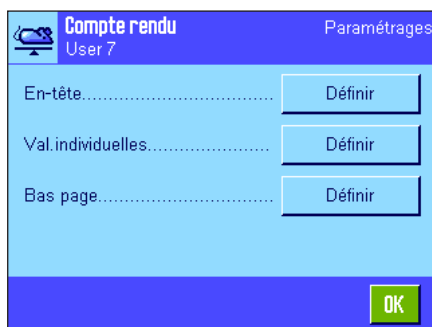 Compte rendu Paramétrages
User 7
En-tête.................................. Définir
Val.individuelles....................... Définir
Bas page............................... Définir
OK